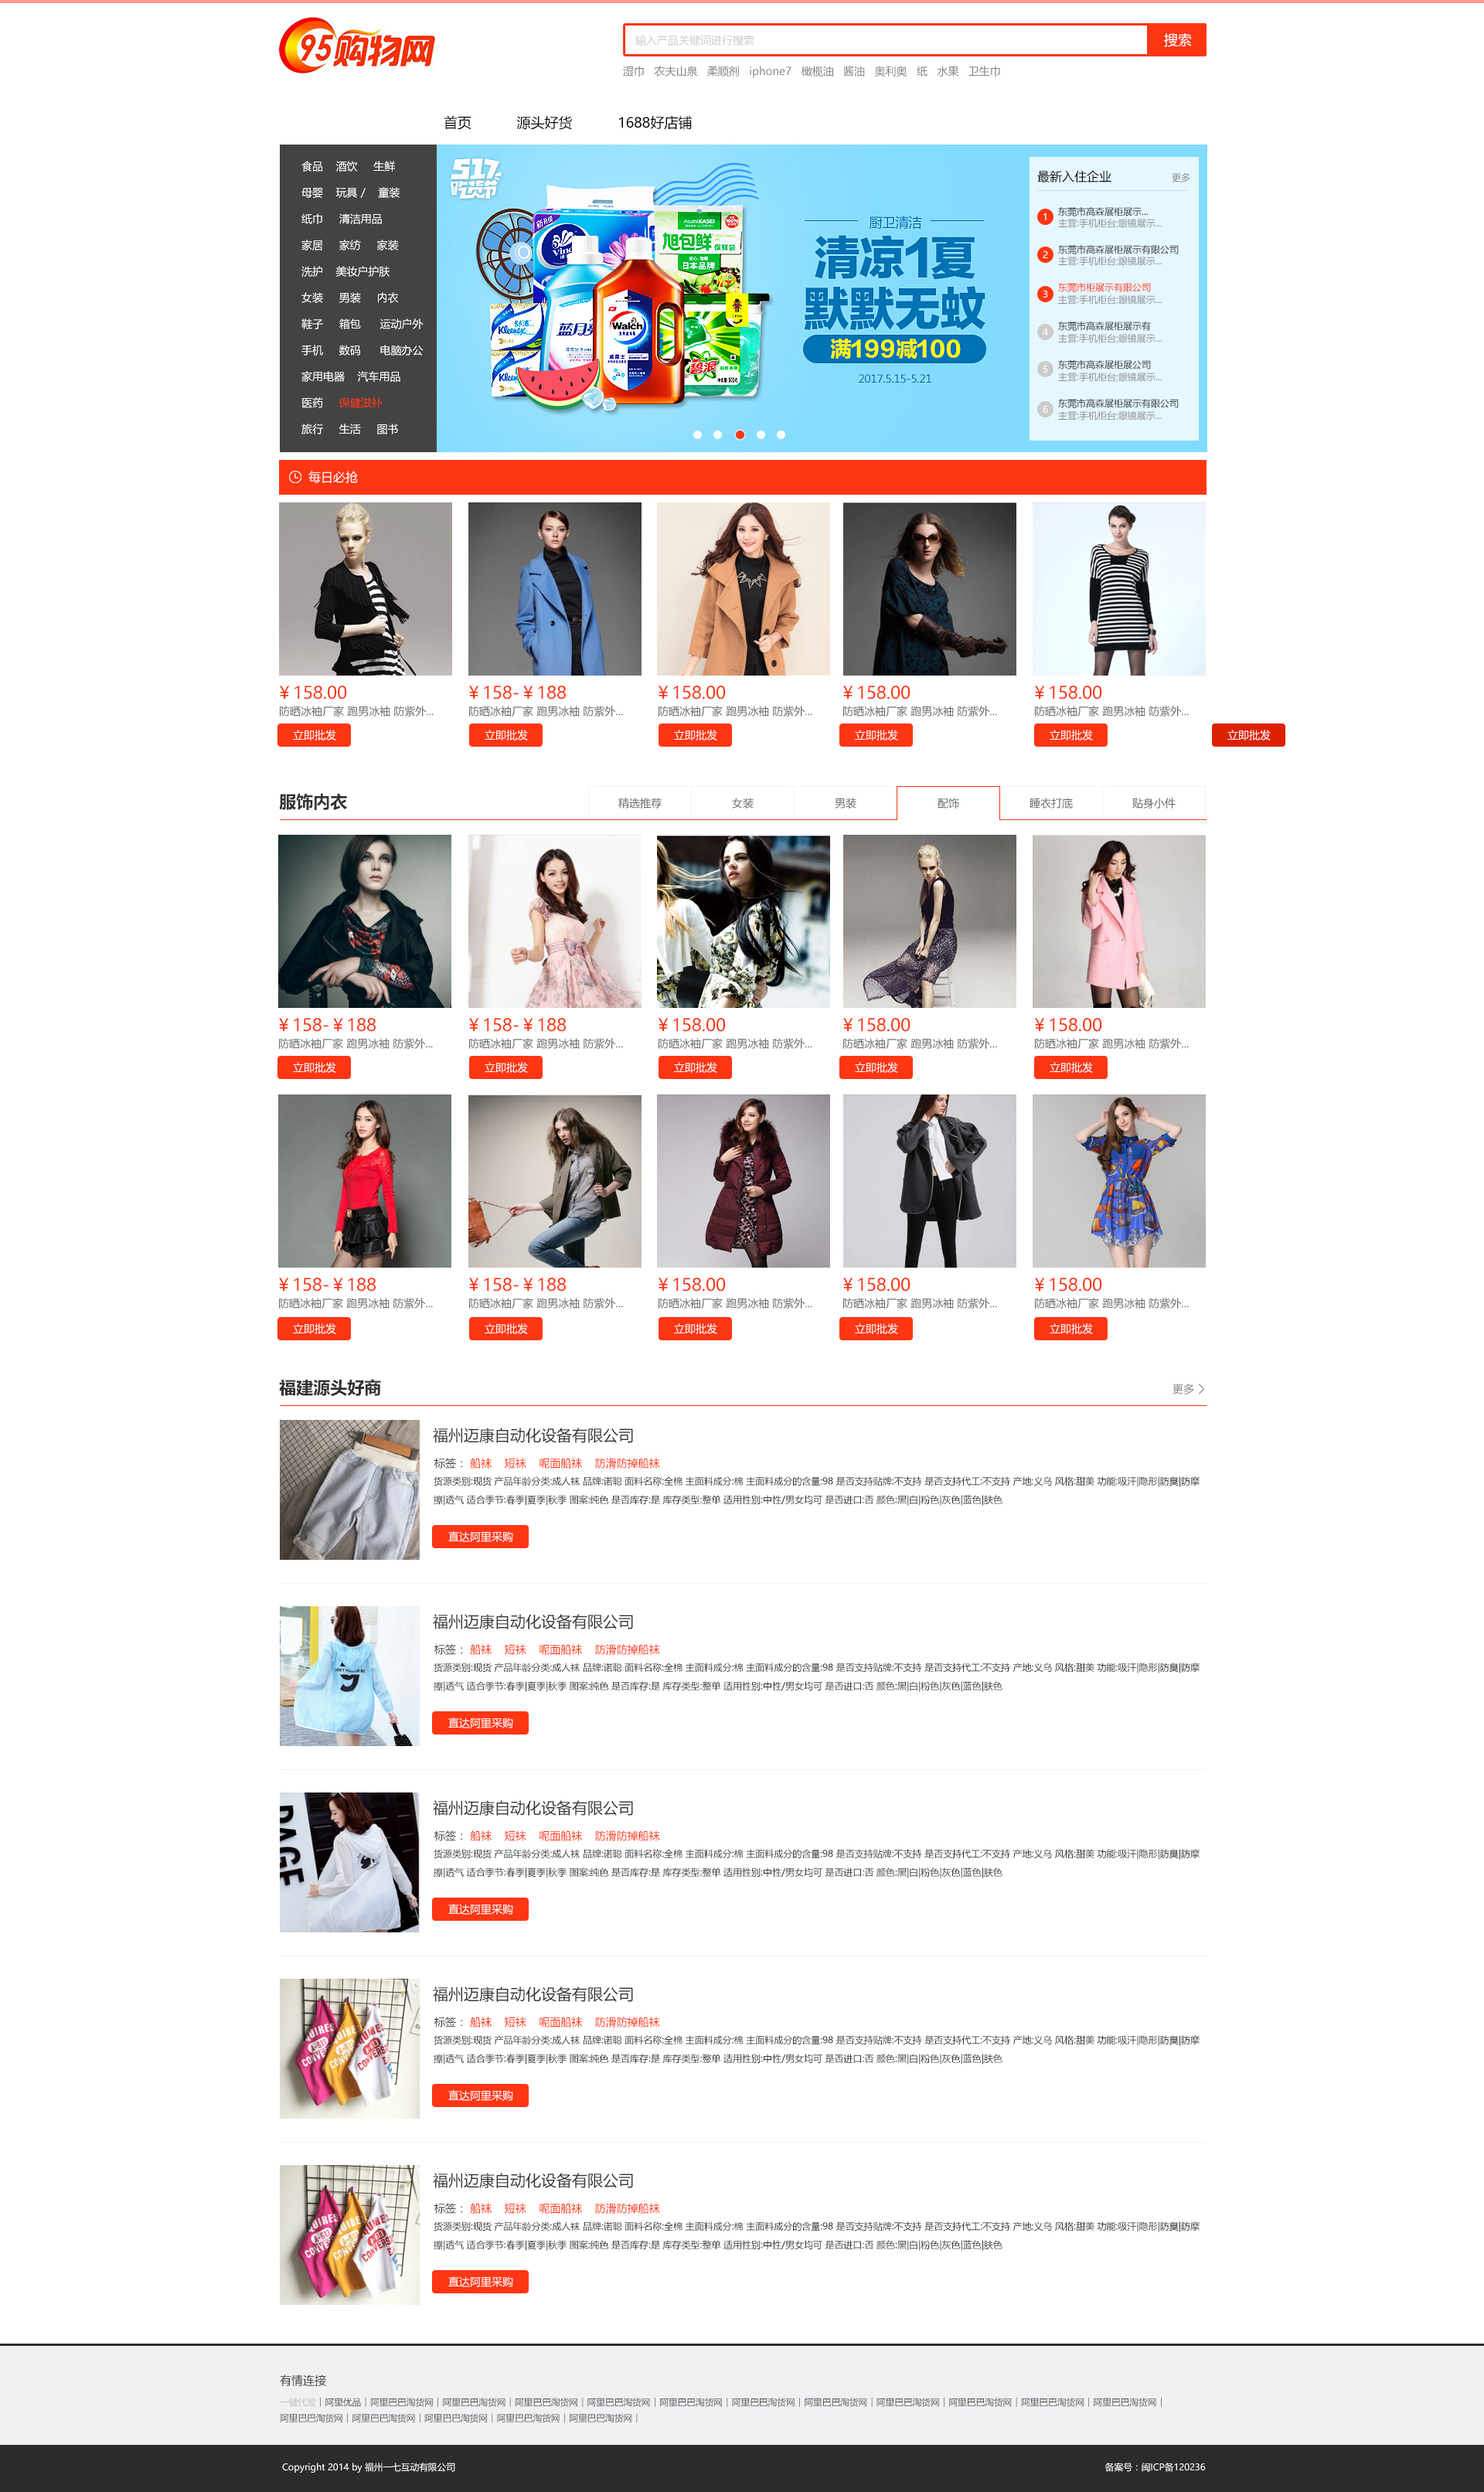 95购物网
输入产品关键词进行搜索 搜索
湿巾 农夫山泉 柔顺剂 iphone7 橄榄油 酱油 奥利奥 纸 水果 卫生巾
首页 源头好货 1688好店铺
食品 酒饮 生鲜
母婴 玩具 / 童装
纸巾 清洁用品
家居 家纺 家装
洗护 美妆户护肤
女装 男装 内衣
鞋子 箱包 运动户外
手机 数码 电脑办公
家用电器 汽车用品
医药 保健滋补
旅行 生活 图书
517
吃货节
Vinda
AsahiKASEI
旭包鲜 保鲜袋
日本品牌
Kleenex
蓝月亮
Walch
Kleenex
碧浪
厨卫清洁
清凉1夏
默默无蚊
满199减100
2017.5.15-5.21
最新入住企业 更多
1 东莞市高森展柜展示...
主营:手机柜台;眼镜展示...
2 东莞市高森展柜展示有限公司
主营:手机柜台;眼镜展示...
3 东莞市柜展示有限公司
主营:手机柜台;眼镜展示...
4 东莞市高森展柜展示有
主营:手机柜台;眼镜展示...
5 东莞市高森展柜展公司
主营:手机柜台;眼镜展示...
6 东莞市高森展柜展示有限公司
主营:手机柜台;眼镜展示...
每日必抢
¥ 158.00 ¥ 158- ¥ 188 ¥ 158.00 ¥ 158.00 ¥ 158.00
防晒冰袖厂家 跑男冰袖 防紫外... 防晒冰袖厂家 跑男冰袖 防紫外... 防晒冰袖厂家 跑男冰袖 防紫外... 防晒冰袖厂家 跑男冰袖 防紫外... 防晒冰袖厂家 跑男冰袖 防紫外...
立即批发 立即批发 立即批发 立即批发 立即批发 立即批发
服饰内衣 精选推荐 女装 男装 配饰 睡衣打底 贴身小件
¥ 158- ¥ 188 ¥ 158- ¥ 188 ¥ 158.00 ¥ 158.00 ¥ 158.00
防晒冰袖厂家 跑男冰袖 防紫外... 防晒冰袖厂家 跑男冰袖 防紫外... 防晒冰袖厂家 跑男冰袖 防紫外... 防晒冰袖厂家 跑男冰袖 防紫外... 防晒冰袖厂家 跑男冰袖 防紫外...
立即批发 立即批发 立即批发 立即批发 立即批发
¥ 158- ¥ 188 ¥ 158- ¥ 188 ¥ 158.00 ¥ 158.00 ¥ 158.00
防晒冰袖厂家 跑男冰袖 防紫外... 防晒冰袖厂家 跑男冰袖 防紫外... 防晒冰袖厂家 跑男冰袖 防紫外... 防晒冰袖厂家 跑男冰袖 防紫外... 防晒冰袖厂家 跑男冰袖 防紫外...
立即批发 立即批发 立即批发 立即批发 立即批发
福建源头好商 更多
福州迈康自动化设备有限公司
标签： 船袜 短袜 呢面船袜 防滑防掉船袜
货源类别:现货 产品年龄分类:成人袜 品牌:诺聪 面料名称:全棉 主面料成分:棉 主面料成分的含量:98 是否支持贴牌:不支持 是否支持代工:不支持 产地:义乌 风格:甜美 功能:吸汗|隐形|防臭|防摩
擦|透气 适合季节:春季|夏季|秋季 图案:纯色 是否库存:是 库存类型:整单 适用性别:中性/男女均可 是否进口:否 颜色:黑|白|粉色|灰色|蓝色|肤色
直达阿里采购
福州迈康自动化设备有限公司
标签： 船袜 短袜 呢面船袜 防滑防掉船袜
货源类别:现货 产品年龄分类:成人袜 品牌:诺聪 面料名称:全棉 主面料成分:棉 主面料成分的含量:98 是否支持贴牌:不支持 是否支持代工:不支持 产地:义乌 风格:甜美 功能:吸汗|隐形|防臭|防摩
擦|透气 适合季节:春季|夏季|秋季 图案:纯色 是否库存:是 库存类型:整单 适用性别:中性/男女均可 是否进口:否 颜色:黑|白|粉色|灰色|蓝色|肤色
直达阿里采购
福州迈康自动化设备有限公司
标签： 船袜 短袜 呢面船袜 防滑防掉船袜
货源类别:现货 产品年龄分类:成人袜 品牌:诺聪 面料名称:全棉 主面料成分:棉 主面料成分的含量:98 是否支持贴牌:不支持 是否支持代工:不支持 产地:义乌 风格:甜美 功能:吸汗|隐形|防臭|防摩
擦|透气 适合季节:春季|夏季|秋季 图案:纯色 是否库存:是 库存类型:整单 适用性别:中性/男女均可 是否进口:否 颜色:黑|白|粉色|灰色|蓝色|肤色
直达阿里采购
福州迈康自动化设备有限公司
标签： 船袜 短袜 呢面船袜 防滑防掉船袜
货源类别:现货 产品年龄分类:成人袜 品牌:诺聪 面料名称:全棉 主面料成分:棉 主面料成分的含量:98 是否支持贴牌:不支持 是否支持代工:不支持 产地:义乌 风格:甜美 功能:吸汗|隐形|防臭|防摩
擦|透气 适合季节:春季|夏季|秋季 图案:纯色 是否库存:是 库存类型:整单 适用性别:中性/男女均可 是否进口:否 颜色:黑|白|粉色|灰色|蓝色|肤色
直达阿里采购
福州迈康自动化设备有限公司
标签： 船袜 短袜 呢面船袜 防滑防掉船袜
货源类别:现货 产品年龄分类:成人袜 品牌:诺聪 面料名称:全棉 主面料成分:棉 主面料成分的含量:98 是否支持贴牌:不支持 是否支持代工:不支持 产地:义乌 风格:甜美 功能:吸汗|隐形|防臭|防摩
擦|透气 适合季节:春季|夏季|秋季 图案:纯色 是否库存:是 库存类型:整单 适用性别:中性/男女均可 是否进口:否 颜色:黑|白|粉色|灰色|蓝色|肤色
直达阿里采购
有情连接
一键代发 | 阿里优品 | 阿里巴巴淘货网 | 阿里巴巴淘货网 | 阿里巴巴淘货网 | 阿里巴巴淘货网 | 阿里巴巴淘货网 | 阿里巴巴淘货网 | 阿里巴巴淘货网 | 阿里巴巴淘货网 | 阿里巴巴淘货网 | 阿里巴巴淘货网 | 阿里巴巴淘货网 |
阿里巴巴淘货网 | 阿里巴巴淘货网 | 阿里巴巴淘货网 | 阿里巴巴淘货网 | 阿里巴巴淘货网 |
Copyright 2014 by 福州一七互动有限公司 备案号：闽ICP备120236